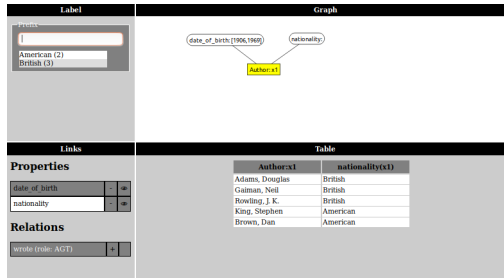 Label
Prefix
American (2)
British (3)
Graph
date_of_birth: [1906,1969]
nationality:
Author: x1
Links
Properties
date_of_birth -
nationality -
Relations
wrote (role: AGT) +
Table
Author:x1 nationality(x1)
Adams, Douglas British
Gaiman, Neil British
Rowling, J. K. British
King, Stephen American
Brown, Dan American